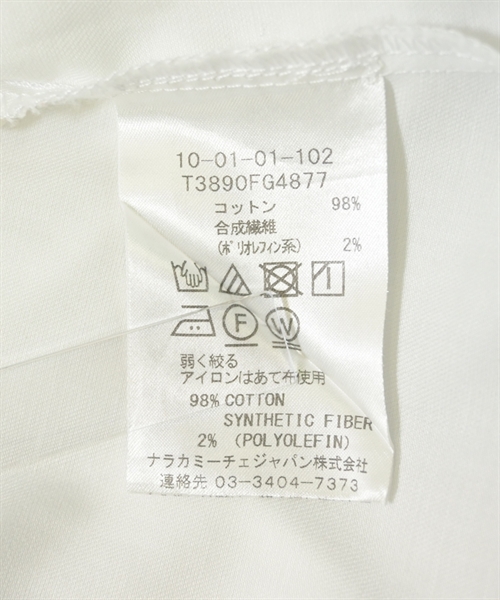 10-01-01-102
T3890FG4877
コットン 98%
合成繊維
(ポリオレフィン系) 2%
F
W
弱く絞る
アイロンはあて布使用
98% COTTON
SYNTHETIC FIBER
2% (POLYOLEFIN)
ナラカミーチェジャパン株式会社
連絡先 03-3404-7373